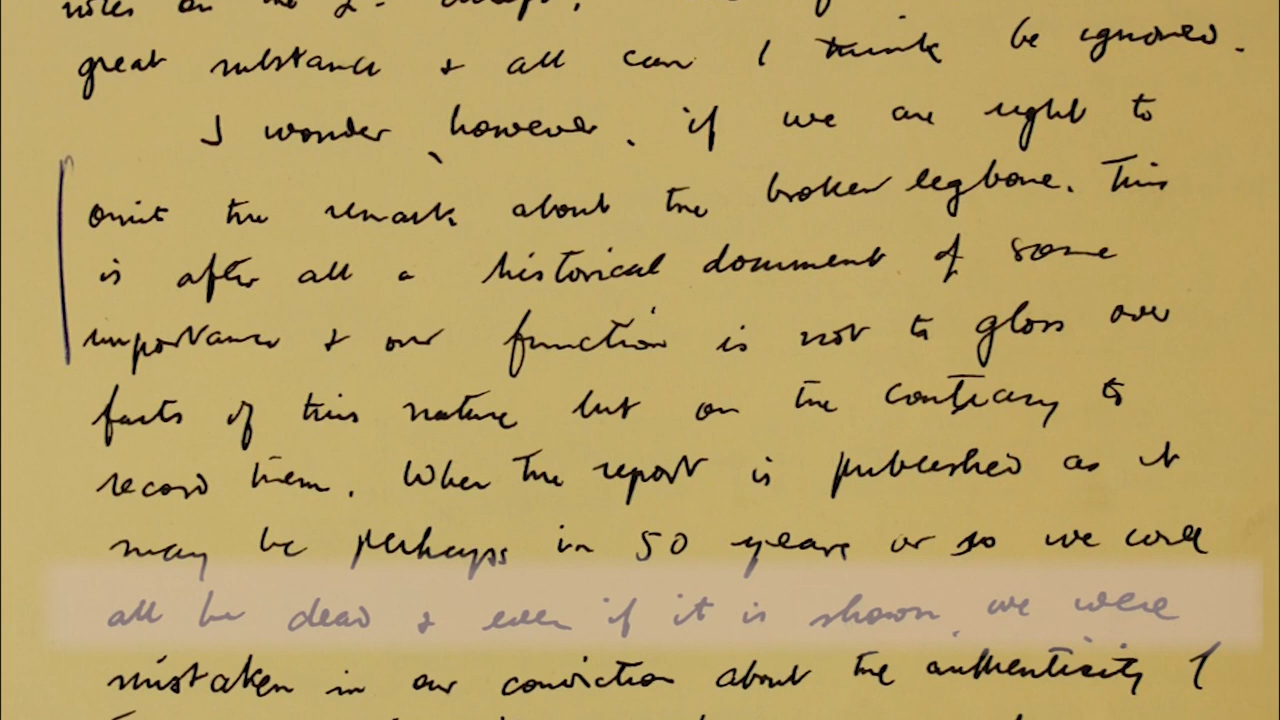 notes on the
great substance & all can I think be ignored.
I wonder, however, if we are right to
omit the remark about the broken legbone. This
is after all a historical document of some
importance & our function is not to gloss over
facts of this nature but on the contrary to
record them. When the report is published as it
may be perhaps in 50 years or so we will
all be dead & even if it is shown we were
mistaken in our conviction about the authenticity I